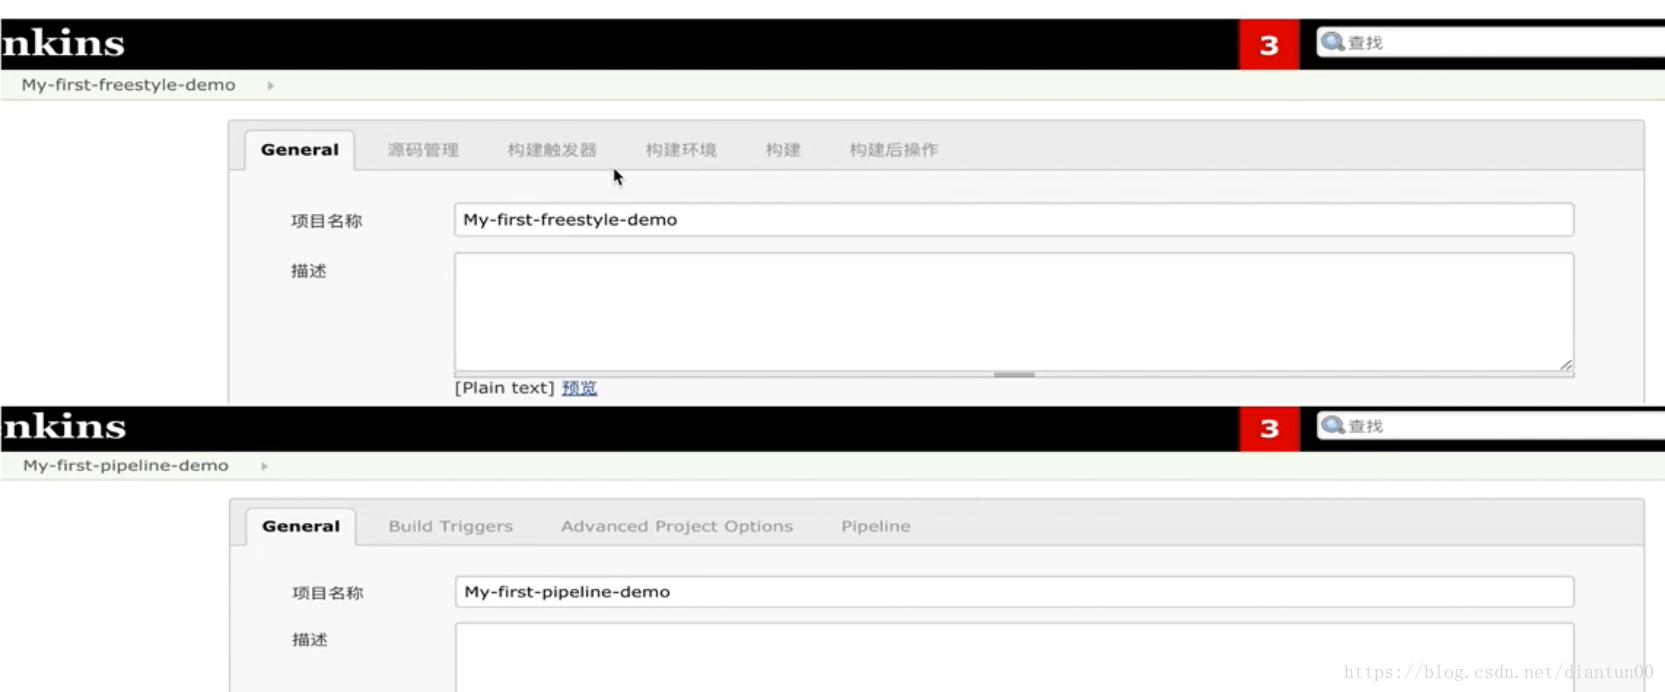 nkins 3 查找
My-first-freestyle-demo
General 源码管理 构建触发器 构建环境 构建 构建后操作
项目名称 My-first-freestyle-demo
描述
[Plain text] 预览
nkins 3 查找
My-first-pipeline-demo
General Build Triggers Advanced Project Options Pipeline
项目名称 My-first-pipeline-demo
描述
https://blog.csdn.net/diantun00